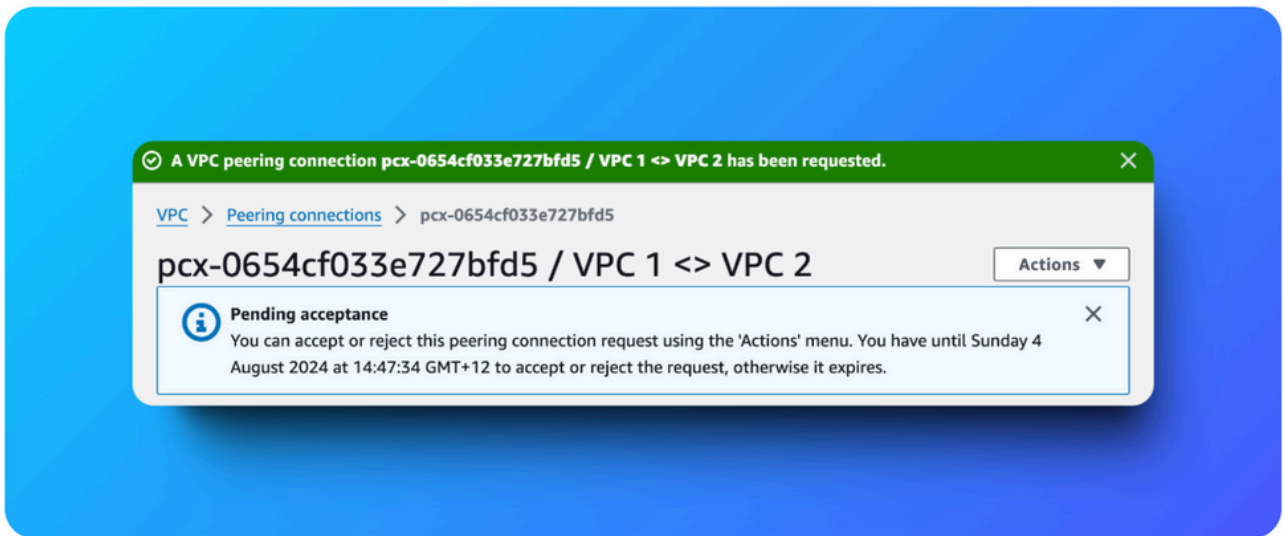 A VPC peering connection pcx-0654cf033e727bfd5 / VPC 1 <> VPC 2 has been requested.
VPC > Peering connections > pcx-0654cf033e727bfd5
pcx-0654cf033e727bfd5 / VPC 1 <> VPC 2
Actions
Pending acceptance
You can accept or reject this peering connection request using the 'Actions' menu. You have until Sunday 4
August 2024 at 14:47:34 GMT+12 to accept or reject the request, otherwise it expires.